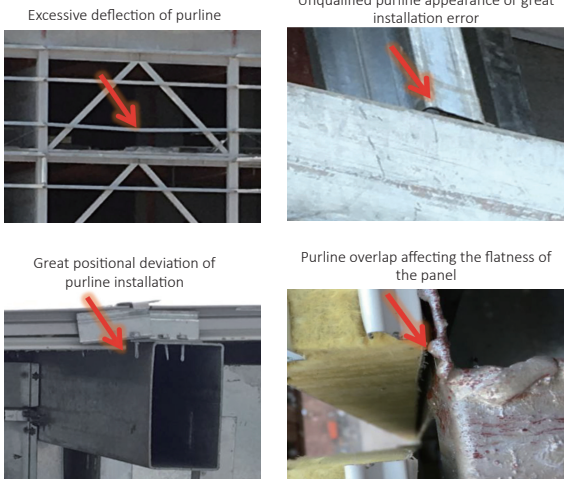 Excessive deflection of purline
Unqualified purline appearance or great
installation error
Great positional deviation of
purline installation
Purline overlap affecting the flatness of
the panel